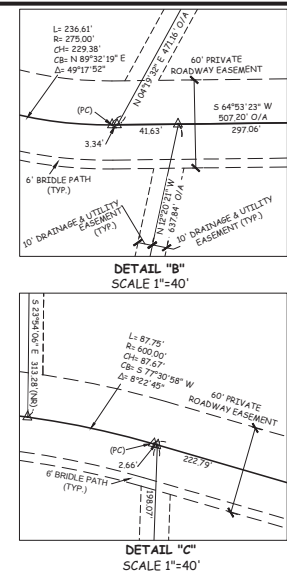 L= 236.61'
R= 275.00'
CH= 229.38'
CB= N 89°32'19" E
Δ= 49°17'52"
N 04°19'32" E 471.16' O/A
60' PRIVATE
ROADWAY EASEMENT
(PC)
S 64°53'23" W
507.20' O/A
3.34'
41.63'
297.06'
6' BRIDLE PATH
(TYP.)
N 12°20'21" W
637.84' O/A
10' DRAINAGE & UTILITY
EASEMENT
(TYP.)
10' DRAINAGE & UTILITY
EASEMENT (TYP.)
DETAIL "B"
SCALE 1"=40'
S 23°54'06" E 313.28'(NR)
L= 87.75'
R= 600.00'
CH= 87.67'
CB= S 77°30'58" W
Δ= 8°22'45"
60' PRIVATE
ROADWAY EASEMENT
(PC)
2.66'
222.79'
6' BRIDLE PATH
(TYP.)
198.07'
DETAIL "C"
SCALE 1"=40'